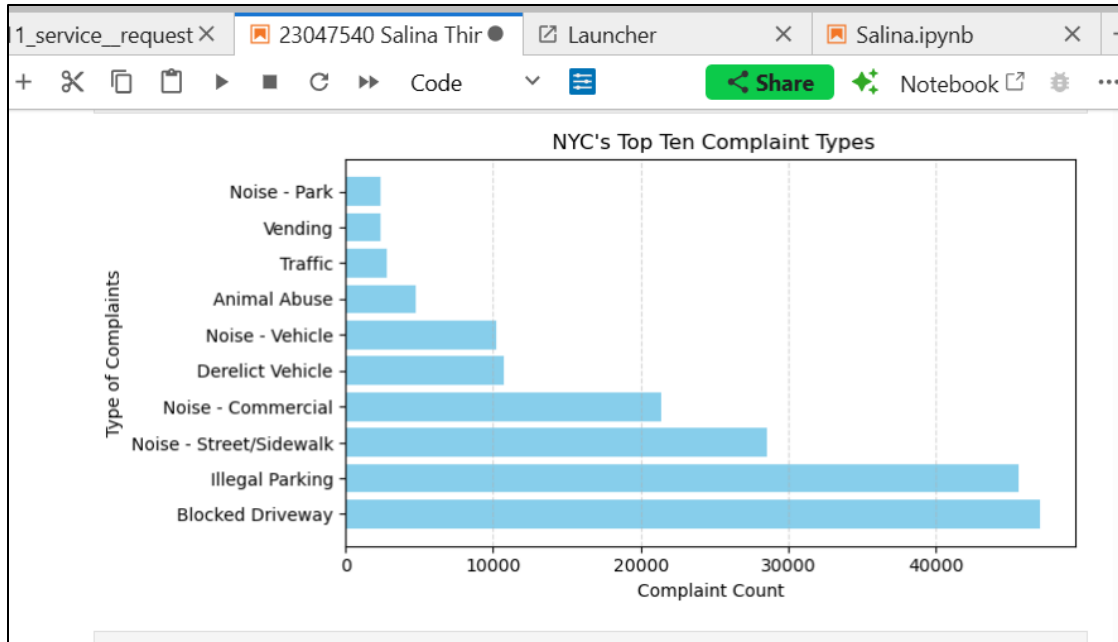 11_service__request
23047540 Salina Thir
Launcher
Salina.ipynb
Code
Share
Notebook
NYC's Top Ten Complaint Types
Type of Complaints
Noise - Park
Vending
Traffic
Animal Abuse
Noise - Vehicle
Derelict Vehicle
Noise - Commercial
Noise - Street/Sidewalk
Illegal Parking
Blocked Driveway
0 10000 20000 30000 40000
Complaint Count